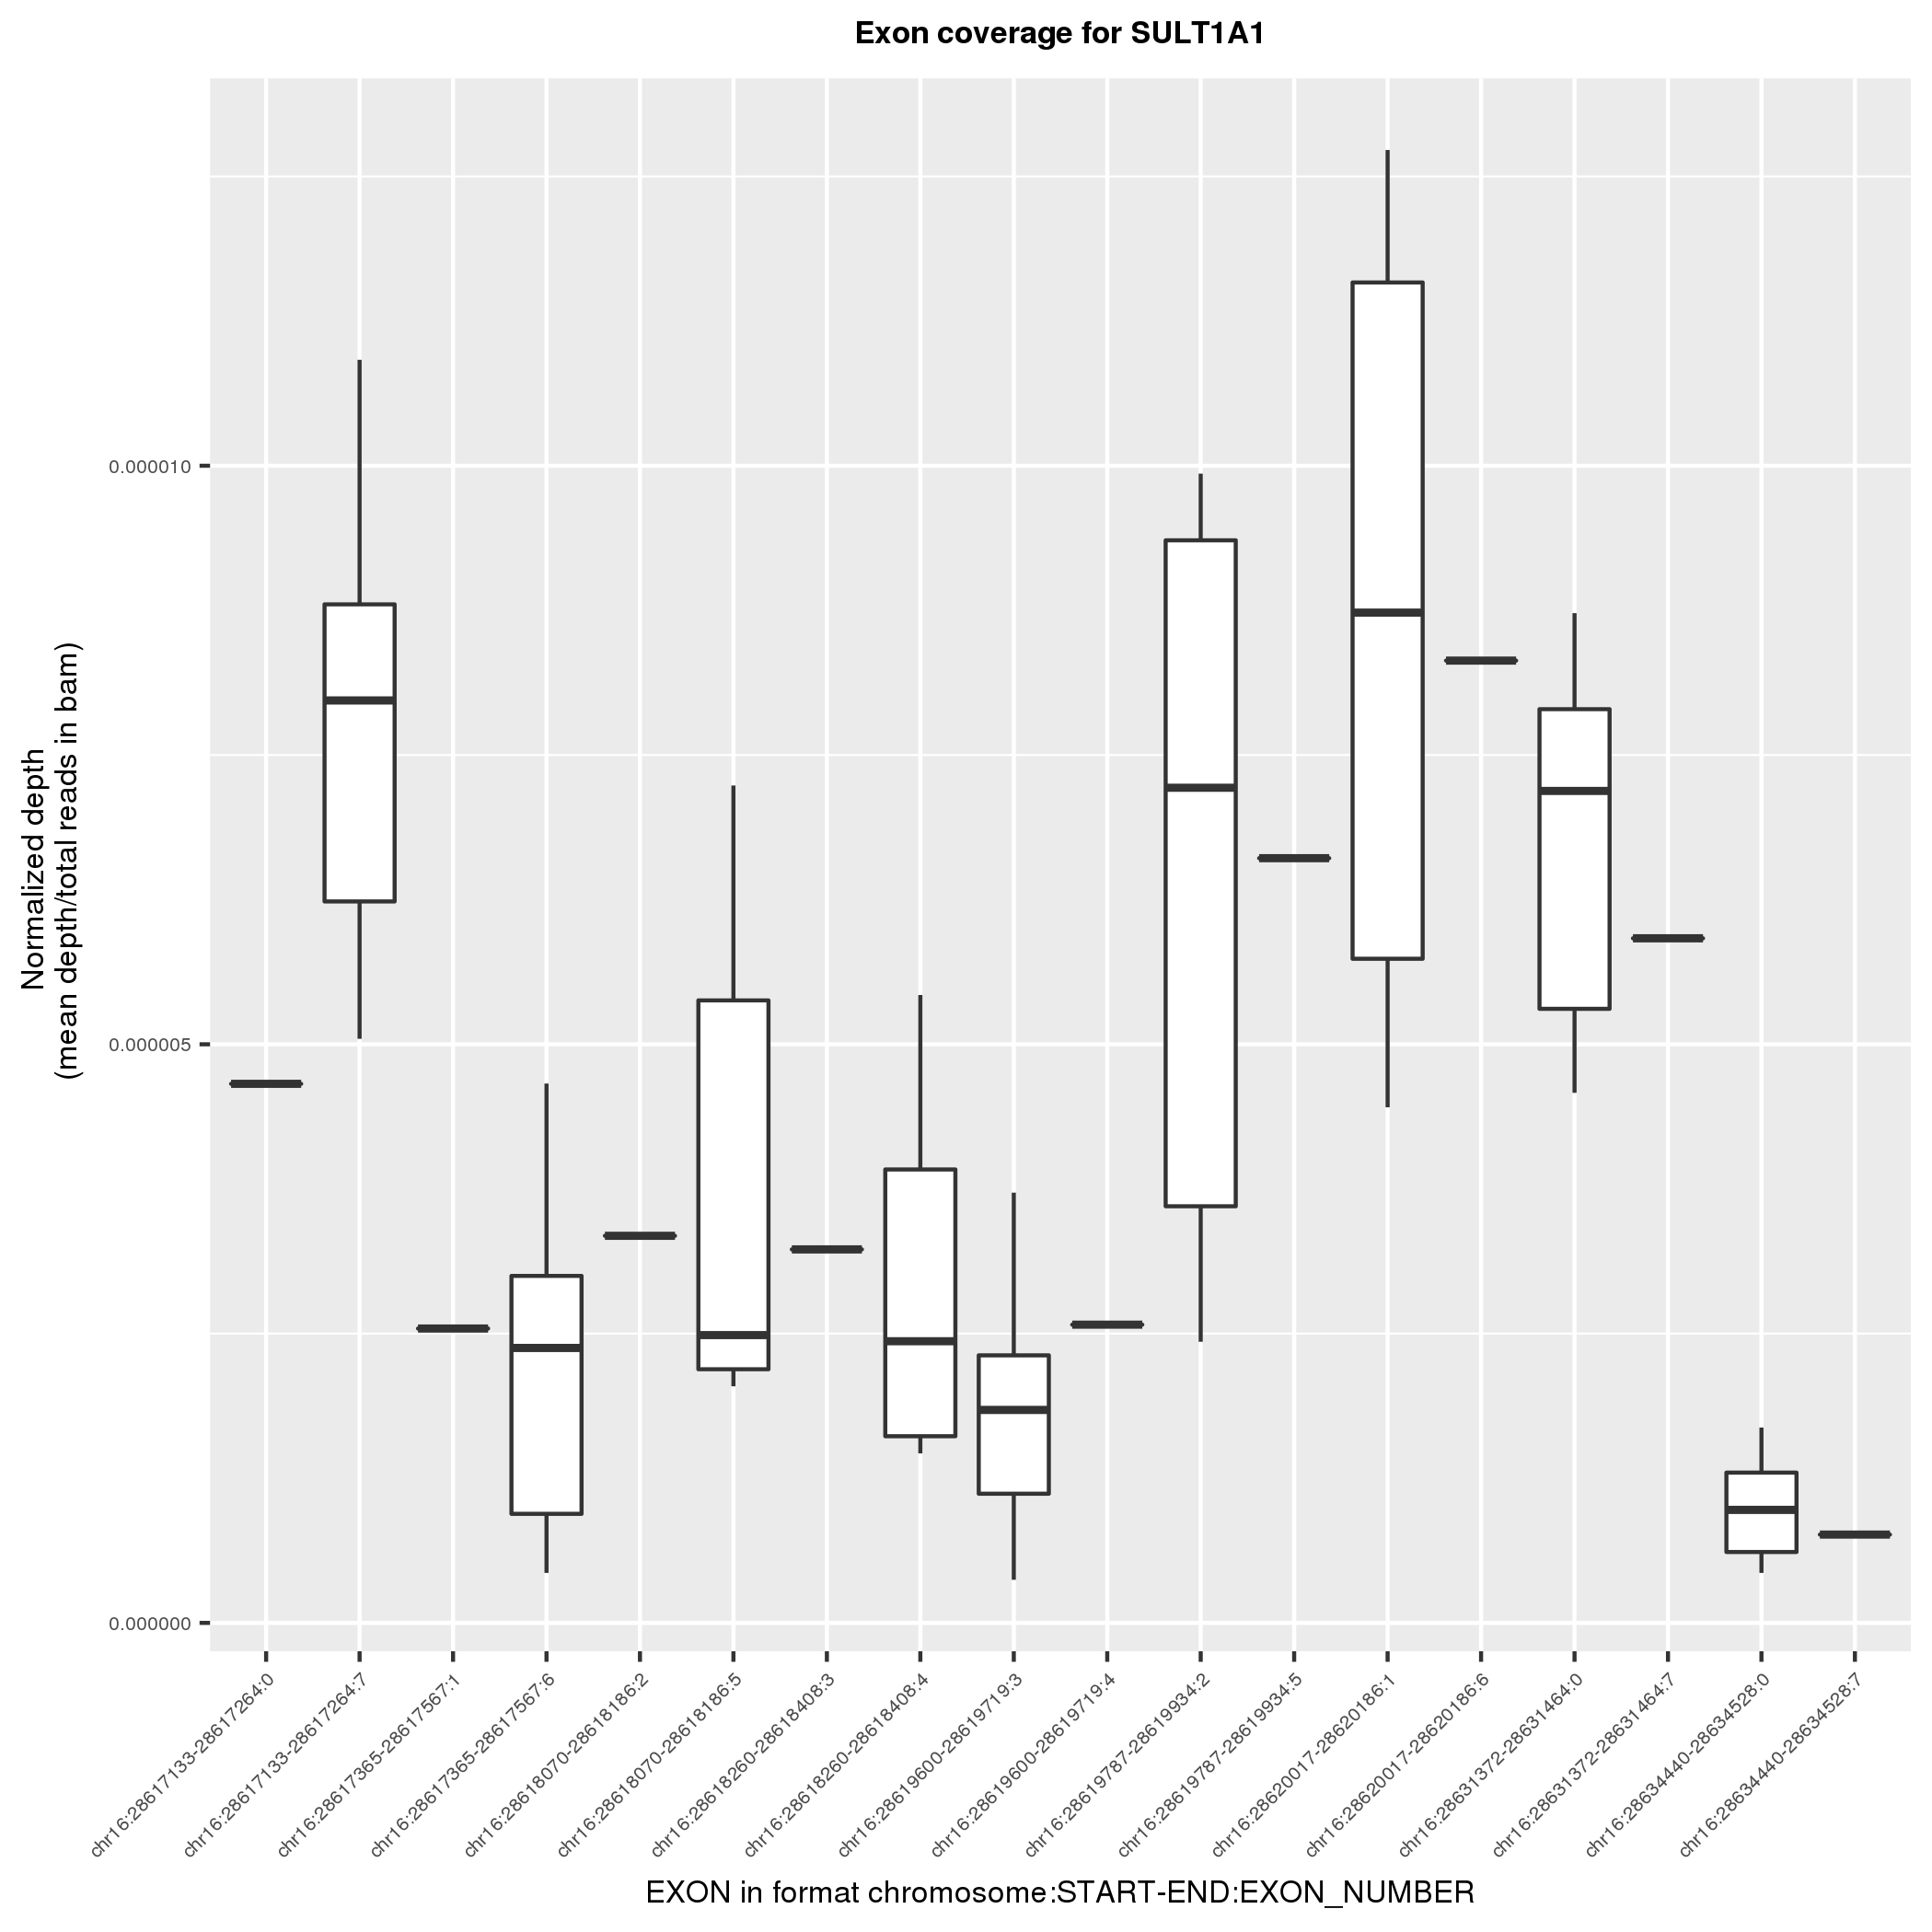 Exon coverage for SULT1A1
Normalized depth
(mean depth/total reads in bam)
0.000010
0.000005
0.000000
chr16:28617133-28617264:0
chr16:28617133-28617264:7
chr16:28617365-28617567:1
chr16:28617365-28617567:6
chr16:28618070-28618186:2
chr16:28618070-28618186:5
chr16:28618260-28618408:3
chr16:28618260-28618408:4
chr16:28619600-28619719:3
chr16:28619600-28619719:4
chr16:28619787-28619934:2
chr16:28619787-28619934:5
chr16:28620017-28620186:1
chr16:28620017-28620186:6
chr16:28631372-28631464:0
chr16:28631372-28631464:7
chr16:28634440-28634528:0
chr16:28634440-28634528:7
EXON in format chromosome:START-END:EXON_NUMBER